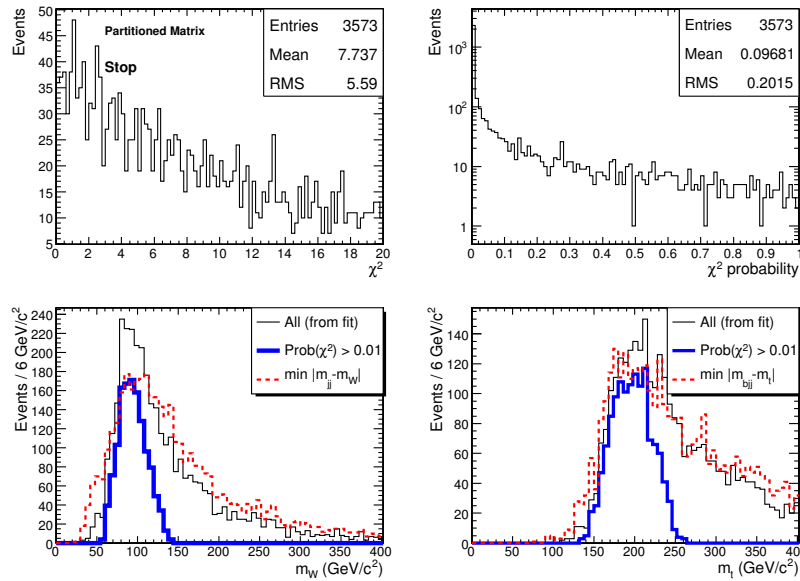 Events
50
45
40
35
30
25
20
15
10
5
Partitioned Matrix
Stop
Entries 3573
Mean 7.737
RMS 5.59
0 2 4 6 8 10 12 14 16 18 20
χ²
Events
10³
10²
10
1
Entries 3573
Mean 0.09681
RMS 0.2015
0 0.1 0.2 0.3 0.4 0.5 0.6 0.7 0.8 0.9 1
χ² probability
Events / 6 GeV/c²
240
220
200
180
160
140
120
100
80
60
40
20
0
All (from fit)
Prob(χ²) > 0.01
min |m_jj-m_W|
0 50 100 150 200 250 300 350 400
m_W (GeV/c²)
Events / 6 GeV/c²
140
120
100
80
60
40
20
0
All (from fit)
Prob(χ²) > 0.01
min |m_bjj-m_t|
0 50 100 150 200 250 300 350 400
m_t (GeV/c²)